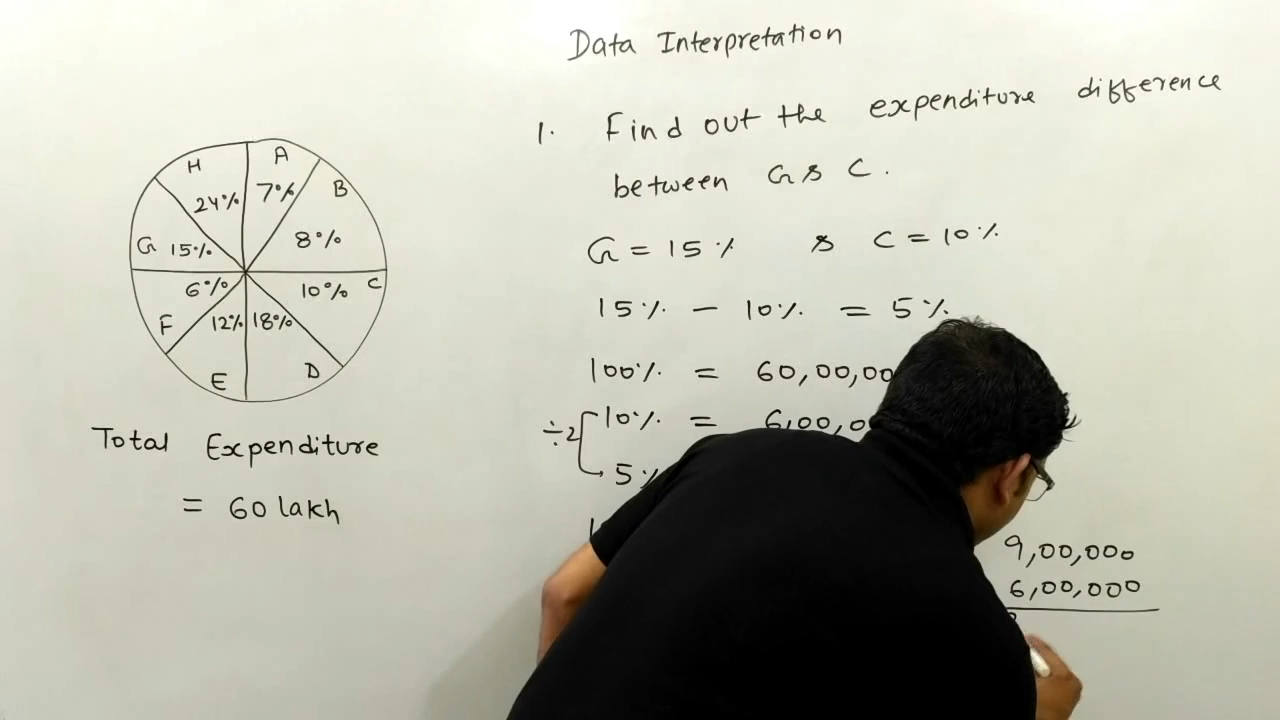 Data Interpretation
1. Find out the expenditure difference
between G & C.
G = 15% & C = 10%
15% - 10% = 5%
100% = 60,00,00
÷2 10% = 6,00,0
5%
9,00,000
6,00,000
H
24%
A
7%
B
8%
G 15%
C
10%
6%
F
12%
18%
E
D
Total Expenditure
= 60 lakh